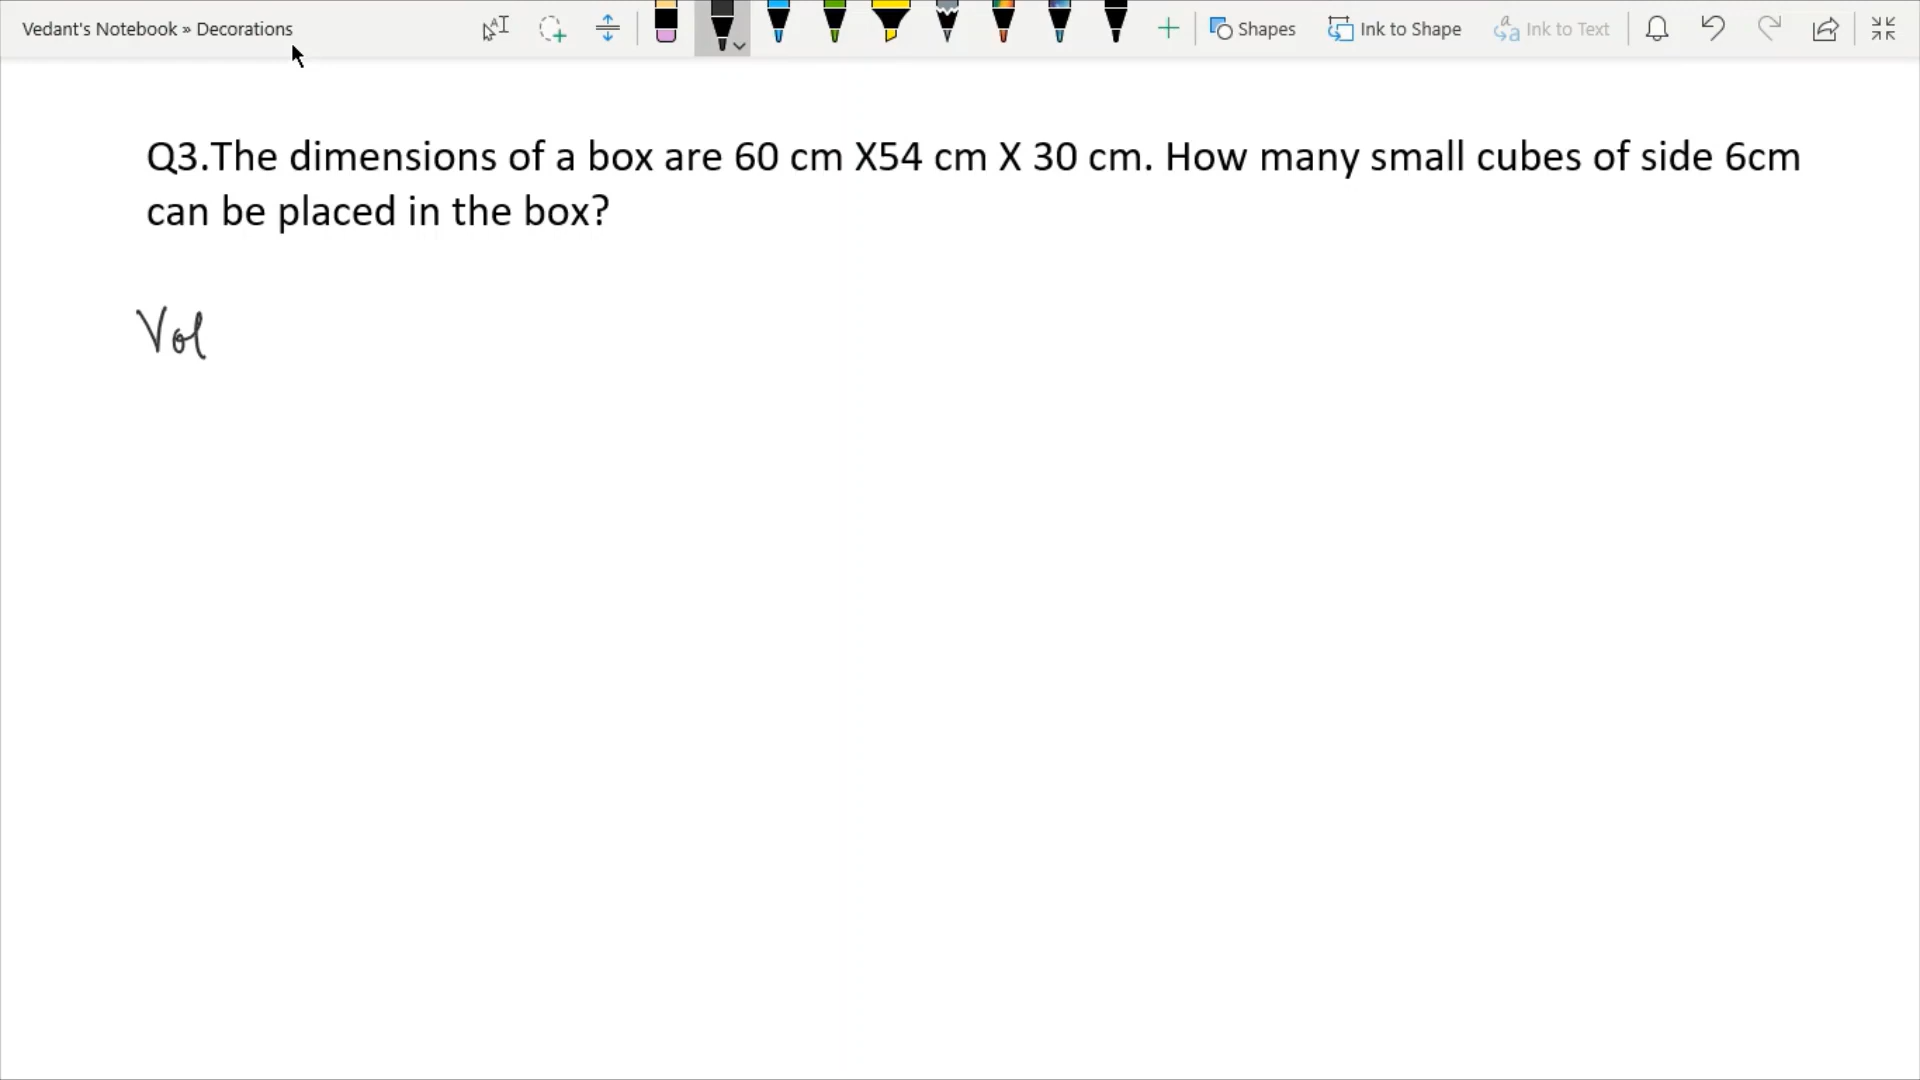 Vedant's Notebook » Decorations
Shapes Ink to Shape Ink to Text
Q3.The dimensions of a box are 60 cm X54 cm X 30 cm. How many small cubes of side 6cm
can be placed in the box?
Vol